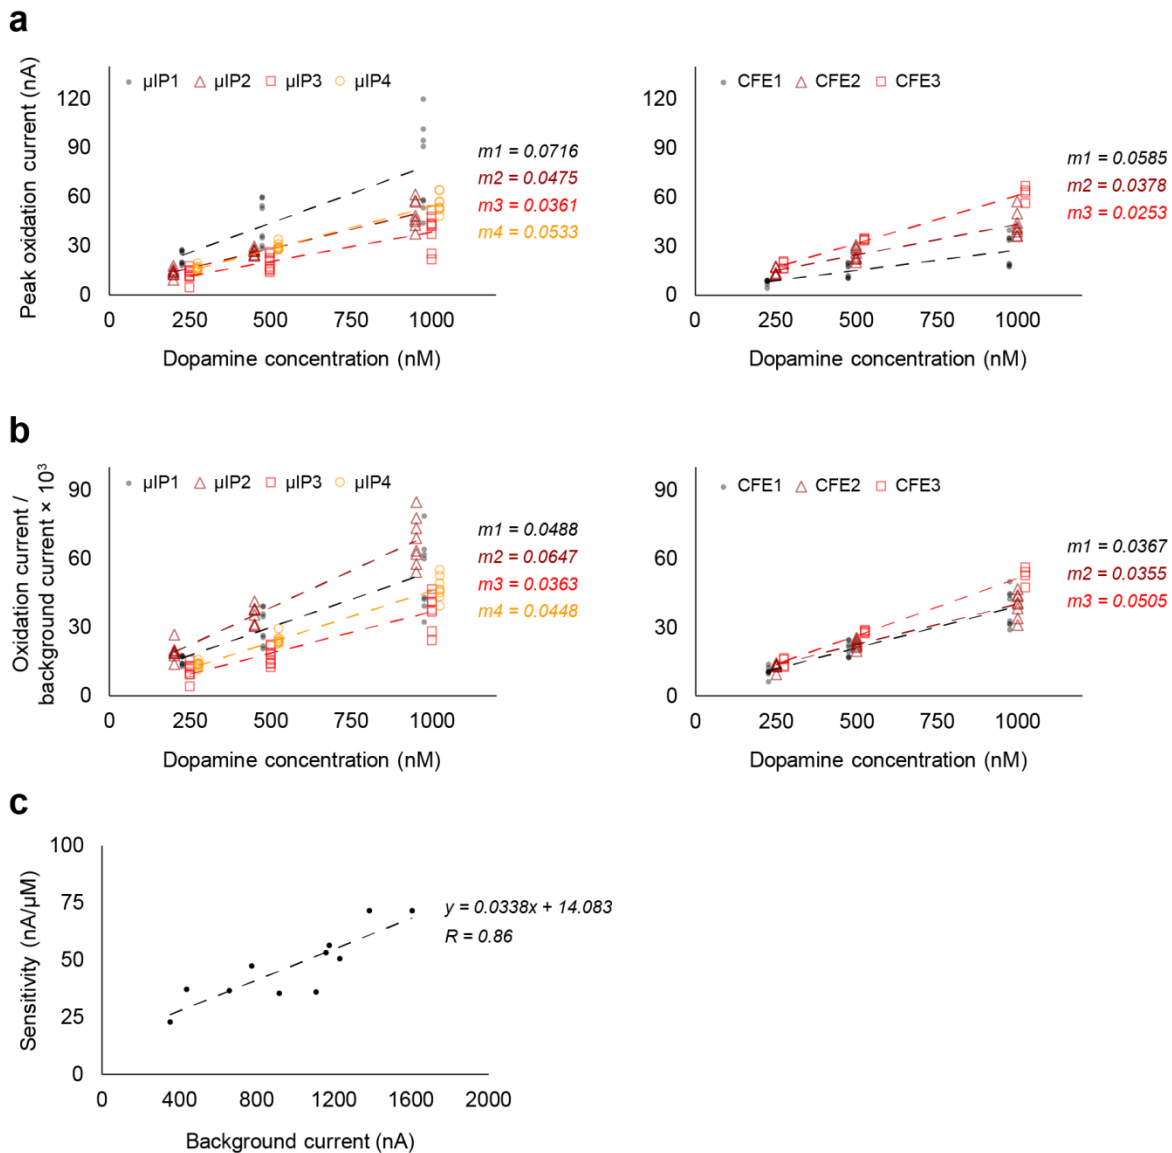 a
Peak oxidation current (nA)
120
90
60
30
0
μIP1 μIP2 μIP3 μIP4
m1 = 0.0716
m2 = 0.0475
m3 = 0.0361
m4 = 0.0533
0 250 500 750 1000
Dopamine concentration (nM)
120
90
60
30
0
CFE1 CFE2 CFE3
m1 = 0.0585
m2 = 0.0378
m3 = 0.0253
0 250 500 750 1000
Dopamine concentration (nM)
b
Oxidation current /
background current × 10³
90
60
30
0
μIP1 μIP2 μIP3 μIP4
m1 = 0.0488
m2 = 0.0647
m3 = 0.0363
m4 = 0.0448
0 250 500 750 1000
Dopamine concentration (nM)
90
60
30
0
CFE1 CFE2 CFE3
m1 = 0.0367
m2 = 0.0355
m3 = 0.0505
0 250 500 750 1000
Dopamine concentration (nM)
c
Sensitivity (nA/μM)
100
75
50
25
0
y = 0.0338x + 14.083
R = 0.86
0 400 800 1200 1600 2000
Background current (nA)